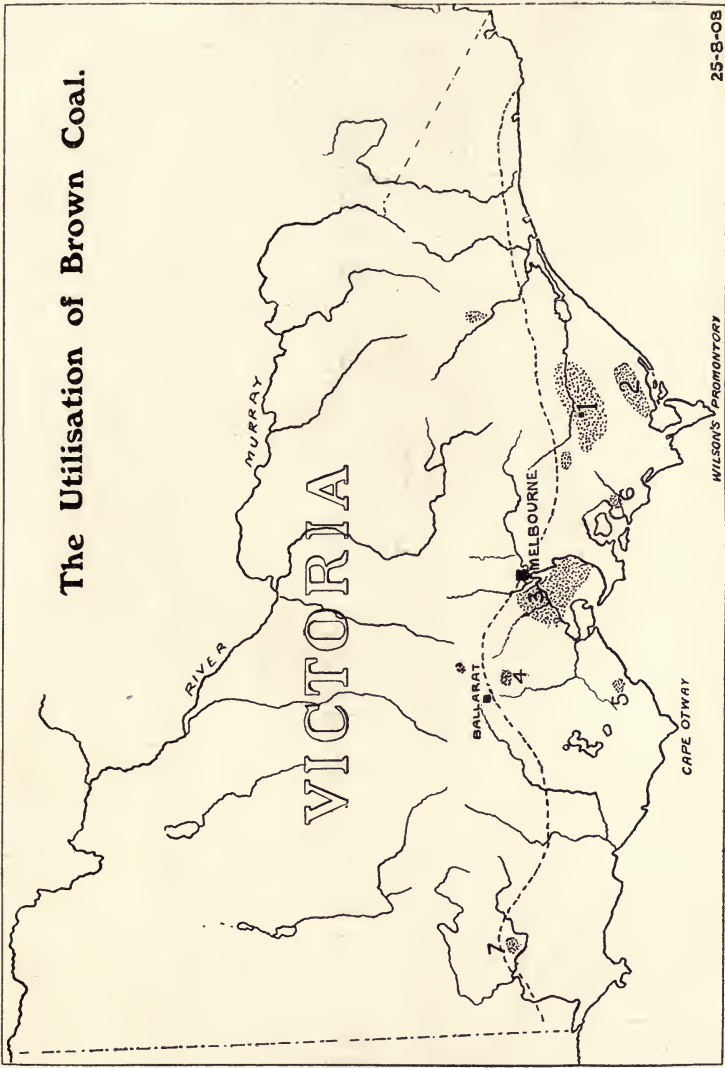 The Utilisation of Brown Coal.
RIVER
MURRAY
VICTORIA
BALLARAT
MELBOURNE
1
2
3
4
5
6
7
CAPE OTWAY
WILSON'S PROMONTORY
25-8-08